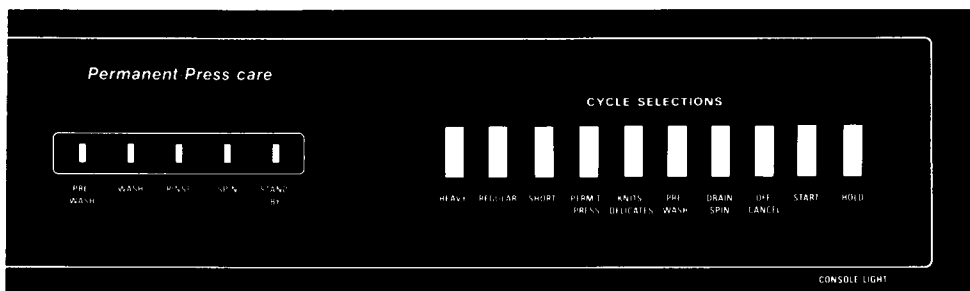 Permanent Press care
CYCLE SELECTIONS
PRE WASH
WASH
RINSE
SPIN
STAND BY
HEAVY
REGULAR
SHORT
PERM'T PRESS
KNITS DELICATES
PRE WASH
DRAIN SPIN
OFF CANCEL
START
HOLD
CONSOLE LIGHT